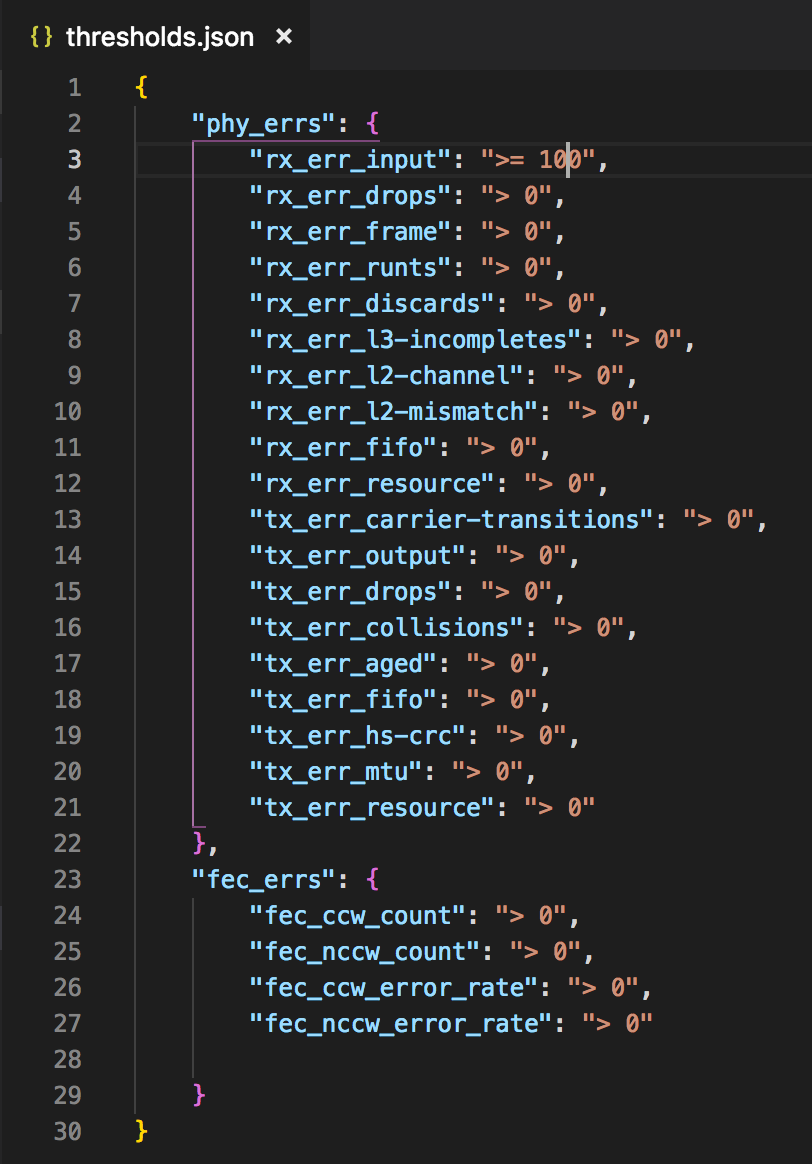 {} thresholds.json ×
1 {
2     "phy_errs": {
3         "rx_err_input": ">= 100",
4         "rx_err_drops": "> 0",
5         "rx_err_frame": "> 0",
6         "rx_err_runts": "> 0",
7         "rx_err_discards": "> 0",
8         "rx_err_l3-incompletes": "> 0",
9         "rx_err_l2-channel": "> 0",
10         "rx_err_l2-mismatch": "> 0",
11         "rx_err_fifo": "> 0",
12         "rx_err_resource": "> 0",
13         "tx_err_carrier-transitions": "> 0",
14         "tx_err_output": "> 0",
15         "tx_err_drops": "> 0",
16         "tx_err_collisions": "> 0",
17         "tx_err_aged": "> 0",
18         "tx_err_fifo": "> 0",
19         "tx_err_hs-crc": "> 0",
20         "tx_err_mtu": "> 0",
21         "tx_err_resource": "> 0"
22     },
23     "fec_errs": {
24         "fec_ccw_count": "> 0",
25         "fec_nccw_count": "> 0",
26         "fec_ccw_error_rate": "> 0",
27         "fec_nccw_error_rate": "> 0"
28
29     }
30 }